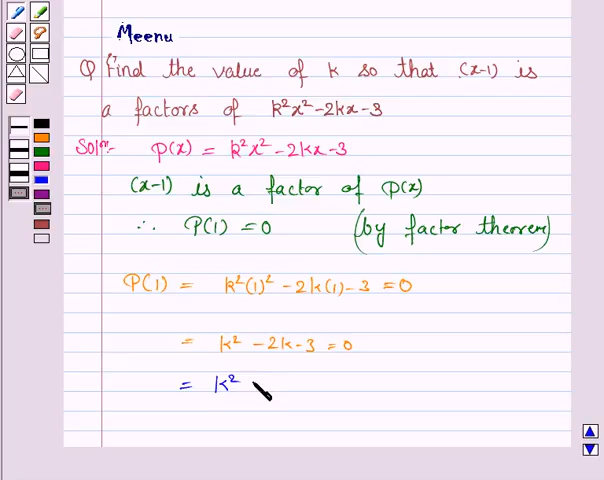 Meenu
Q Find the value of k so that (x-1) is
a factors of k²x²-2kx-3
Solⁿ:- P(x) = k²x²-2kx-3
(x-1) is a factor of P(x)
∴ P(1) = 0 (by factor theorem)
P(1) = k²(1)² - 2k(1) - 3 = 0
= k² - 2k - 3 = 0
= k²